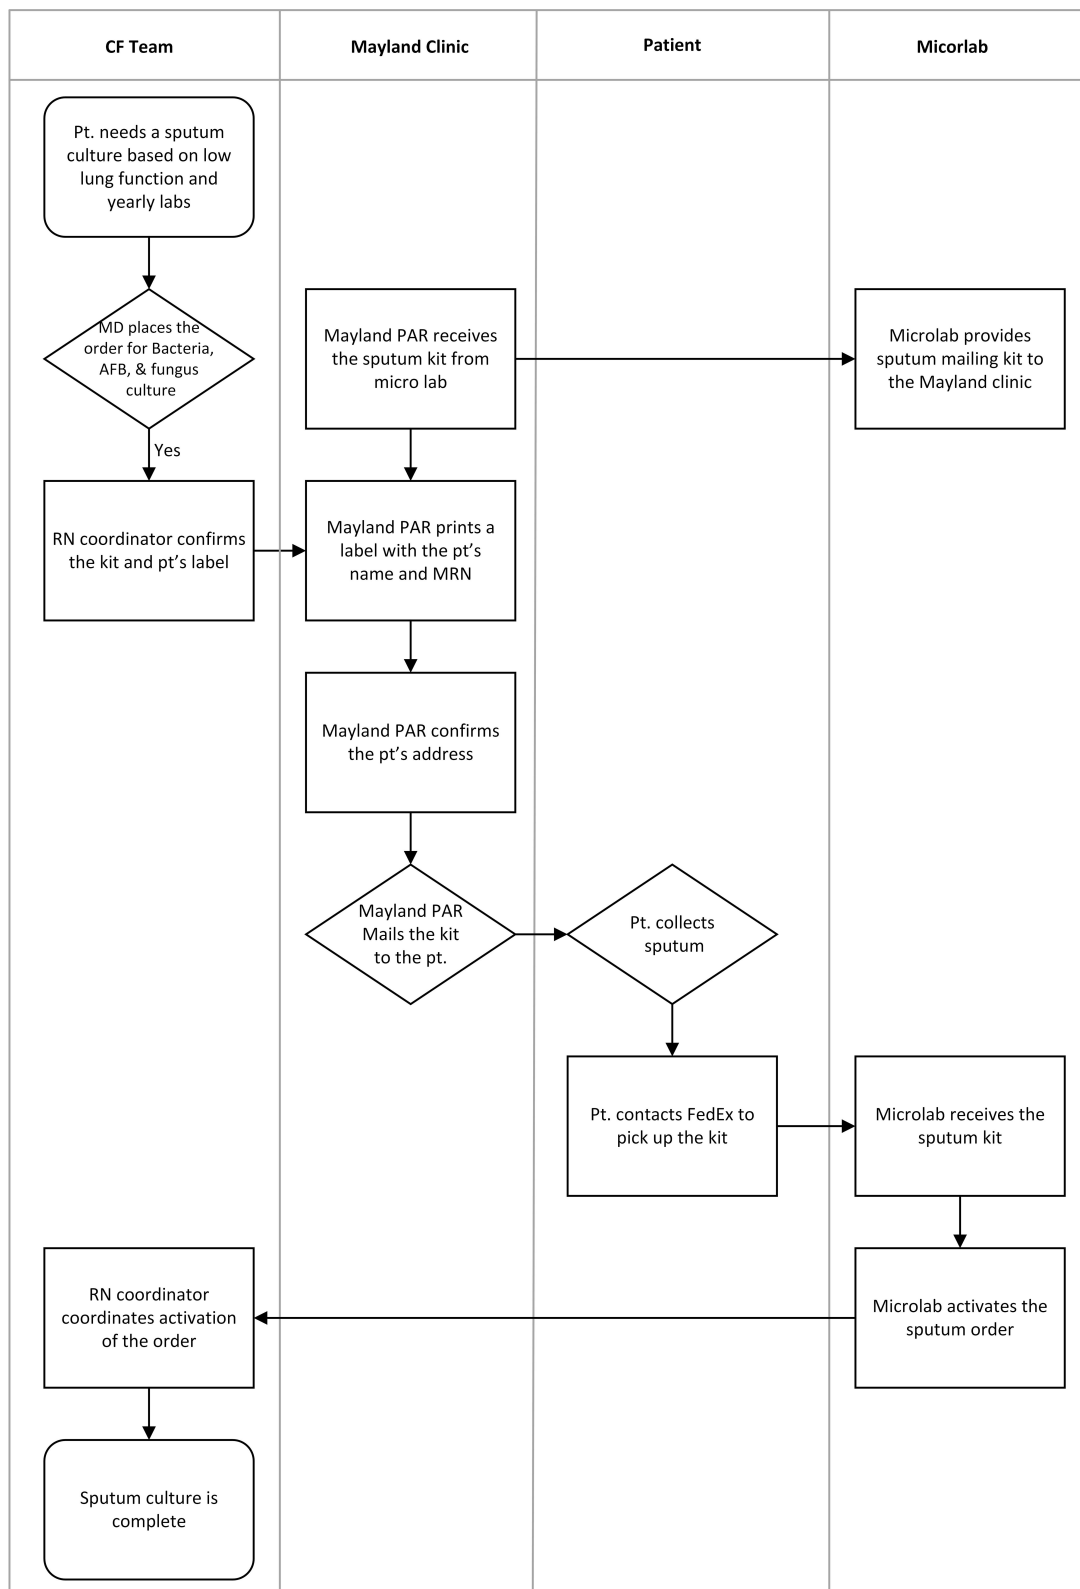 CF Team
Mayland Clinic
Patient
Micorlab
Pt. needs a sputum
culture based on low
lung function and
yearly labs
MD places the
order for Bacteria,
AFB, & fungus
culture
Mayland PAR receives
the sputum kit from
micro lab
Microlab provides
sputum mailing kit to
the Mayland clinic
Yes
RN coordinator confirms
the kit and pt’s label
Mayland PAR prints a
label with the pt’s
name and MRN
Mayland PAR confirms
the pt’s address
Mayland PAR
Mails the kit
to the pt.
Pt. collects
sputum
Pt. contacts FedEx to
pick up the kit
Microlab receives the
sputum kit
RN coordinator
coordinates activation
of the order
Microlab activates the
sputum order
Sputum culture is
complete